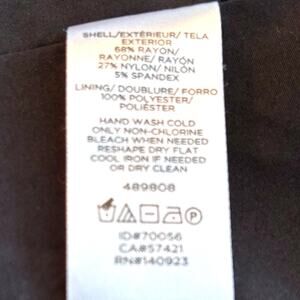 SHELL/EXTÉRIEUR/ TELA
EXTERIOR
68% RAYON/
RAYONNE/ RAYÓN
27% NYLON/ NILÓN
5% SPANDEX
LINING/ DOUBLURE/ FORRO
100% POLYESTER/
POLIÉSTER
HAND WASH COLD
ONLY NON-CHLORINE
BLEACH WHEN NEEDED
RESHAPE DRY FLAT
COOL IRON IF NEEDED
OR DRY CLEAN
489808
P
ID#70056
CA#57421
RN#140923